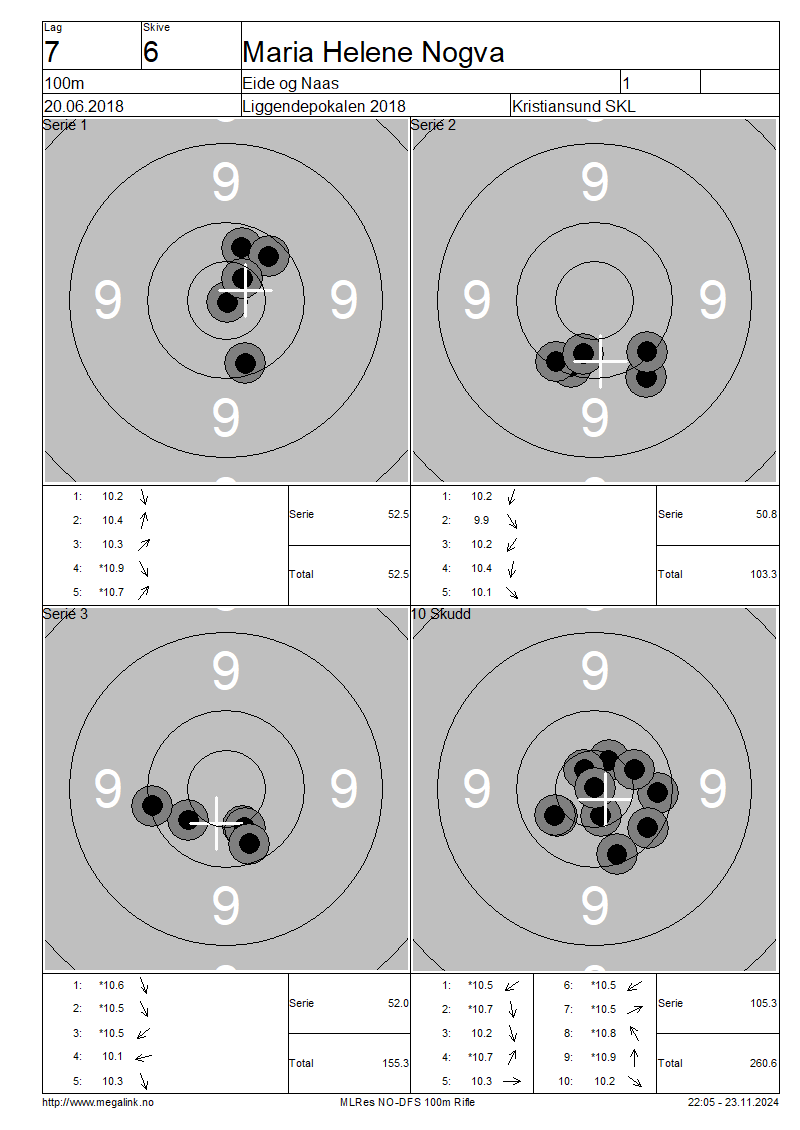 Lag Skive
7 6 Maria Helene Nogva
100m Eide og Naas 1
20.06.2018 Liggendepokalen 2018 Kristiansund SKL
Serie 1 Serie 2
9 9
9 9 9 9
9 9
1: 10.2 1: 10.2
2: 10.4 Serie 52.5 2: 9.9 Serie 50.8
3: 10.3 3: 10.2
4: *10.9 Total 52.5 4: 10.4 Total 103.3
5: *10.7 5: 10.1
Serie 3 10 Skudd
9 9
9 9 9 9
9 9
1: *10.6 1: *10.5 6: *10.5
2: *10.5 Serie 52.0 2: *10.7 7: *10.5 Serie 105.3
3: *10.5 3: 10.2 8: *10.8
4: 10.1 Total 155.3 4: *10.7 9: *10.9 Total 260.6
5: 10.3 5: 10.3 10: 10.2
http://www.megalink.no MLRes NO-DFS 100m Rifle 22:05 - 23.11.2024